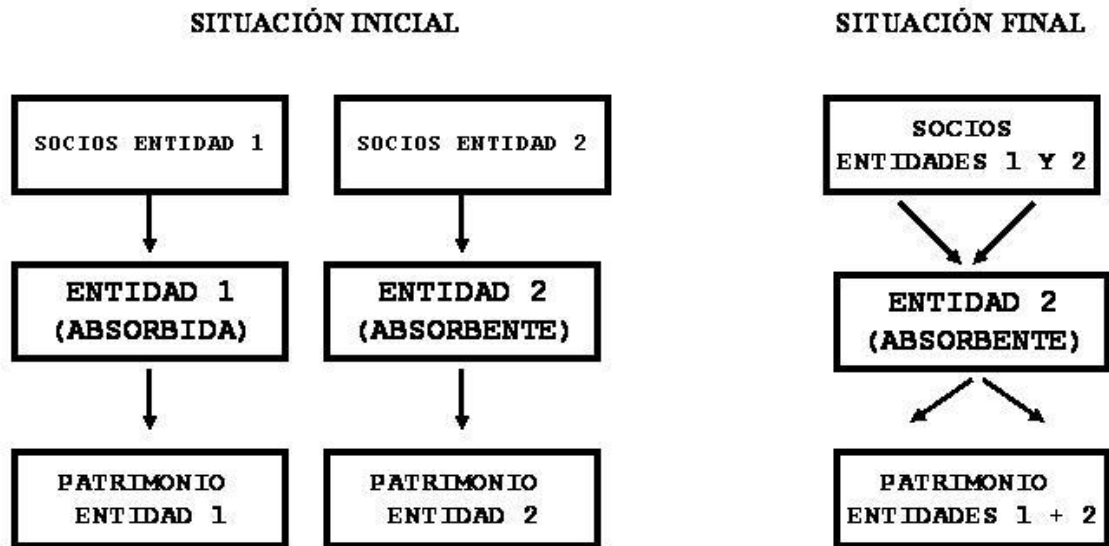 SITUACIÓN INICIAL
SITUACIÓN FINAL
SOCIOS ENTIDAD 1
SOCIOS ENTIDAD 2
SOCIOS
ENTIDADES 1 Y 2
ENTIDAD 1
(ABSORBIDA)
ENTIDAD 2
(ABSORBENTE)
ENTIDAD 2
(ABSORBENTE)
PATRIMONIO
ENTIDAD 1
PATRIMONIO
ENTIDAD 2
PATRIMONIO
ENTIDADES 1 + 2